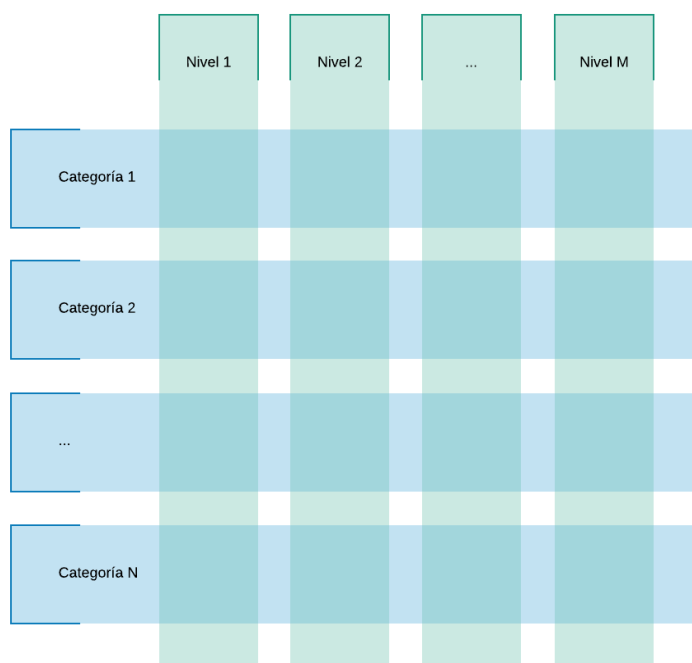 Nivel 1
Nivel 2
...
Nivel M
Categoría 1
Categoría 2
...
Categoría N